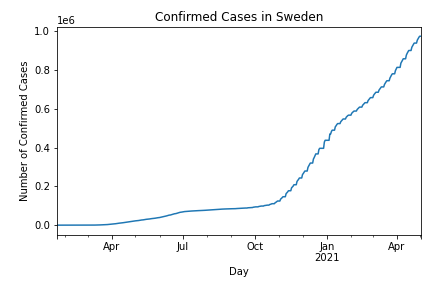 Confirmed Cases in Sweden
1e6
1.0
0.8
0.6
0.4
0.2
0.0
Number of Confirmed Cases
Apr
Jul
Oct
Jan
2021
Apr
Day